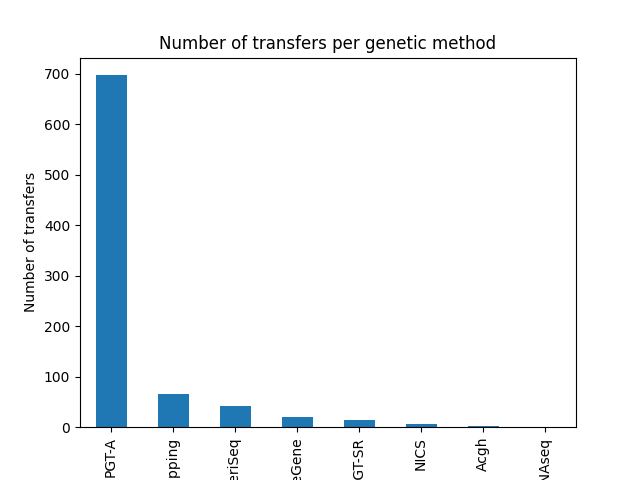 Number of transfers per genetic method
Number of transfers
700
600
500
400
300
200
100
0
PGT-A
pping
eriSeq
eGene
GT-SR
NICS
Acgh
NAseq